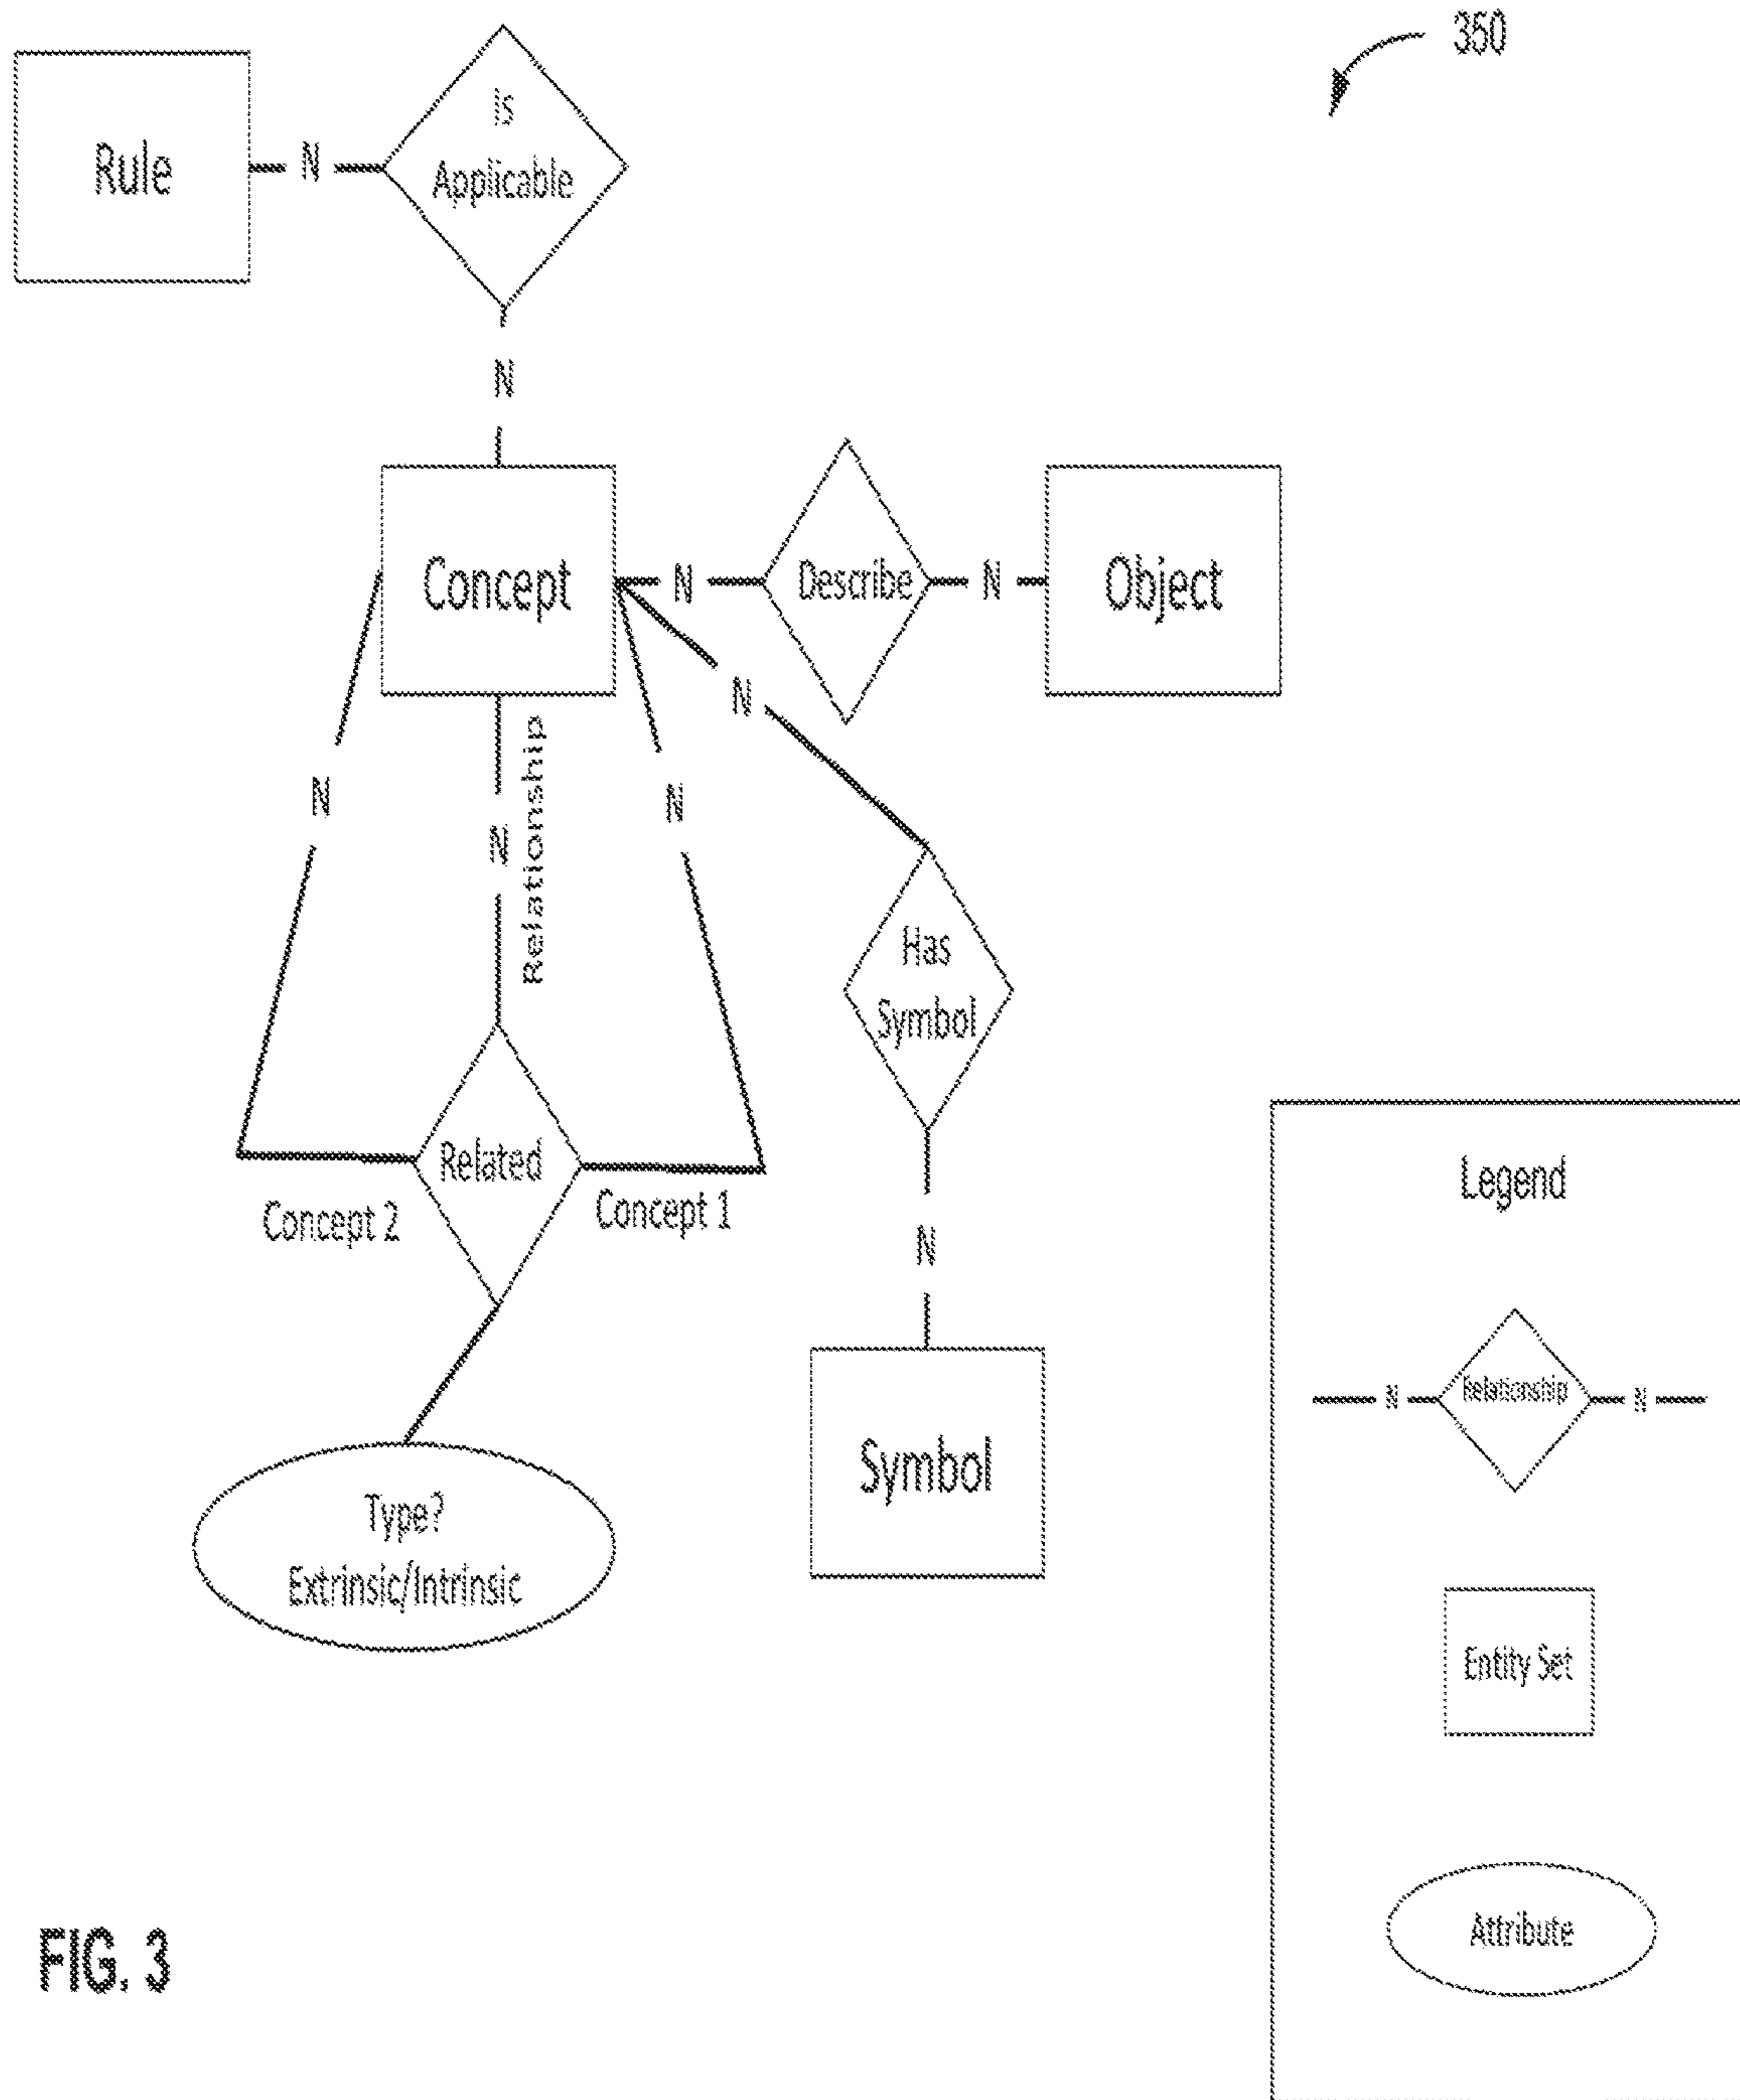 350
Is
Applicable
Rule
N
N
Concept
N
Describe
N
Object
N
N
N
Relationship
N
Has
Symbol
Related
Concept 2
Concept 1
N
Symbol
Type?
Extrinsic/Intrinsic
Legend
N
Relationship
N
Entity Set
Attribute
FIG. 3